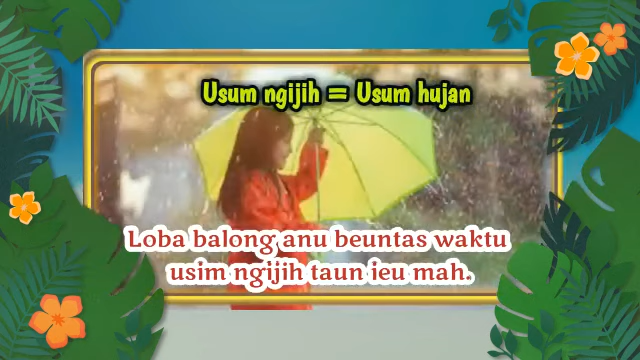 Usum ngijih = Usum hujan
Loba balong anu beuntas waktu
usim ngijih taun ieu mah.